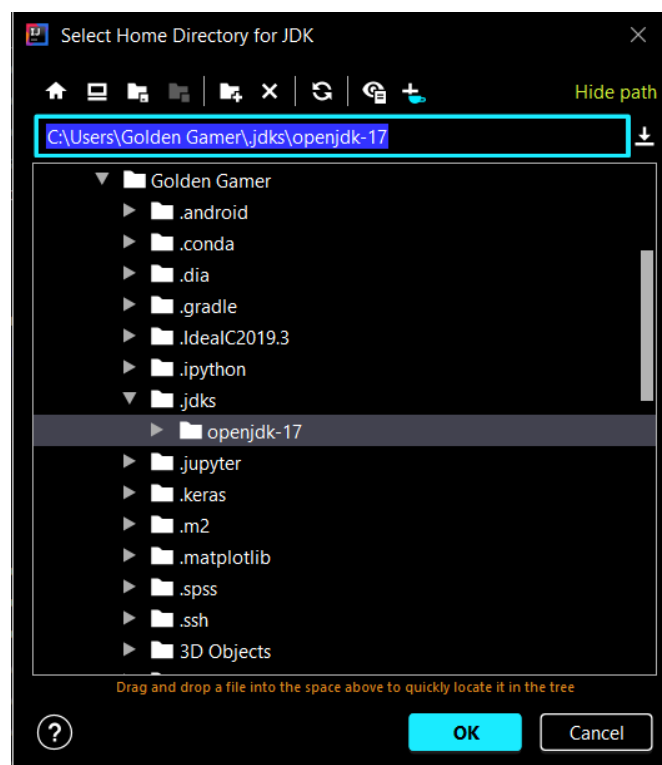 Select Home Directory for JDK
Hide path
C:\Users\Golden Gamer\.jdks\openjdk-17
Golden Gamer
.android
.conda
.dia
.gradle
.IdealC2019.3
.ipython
.jdks
openjdk-17
.jupyter
.keras
.m2
.matplotlib
.spss
.ssh
3D Objects
Drag and drop a file into the space above to quickly locate it in the tree
?
OK
Cancel